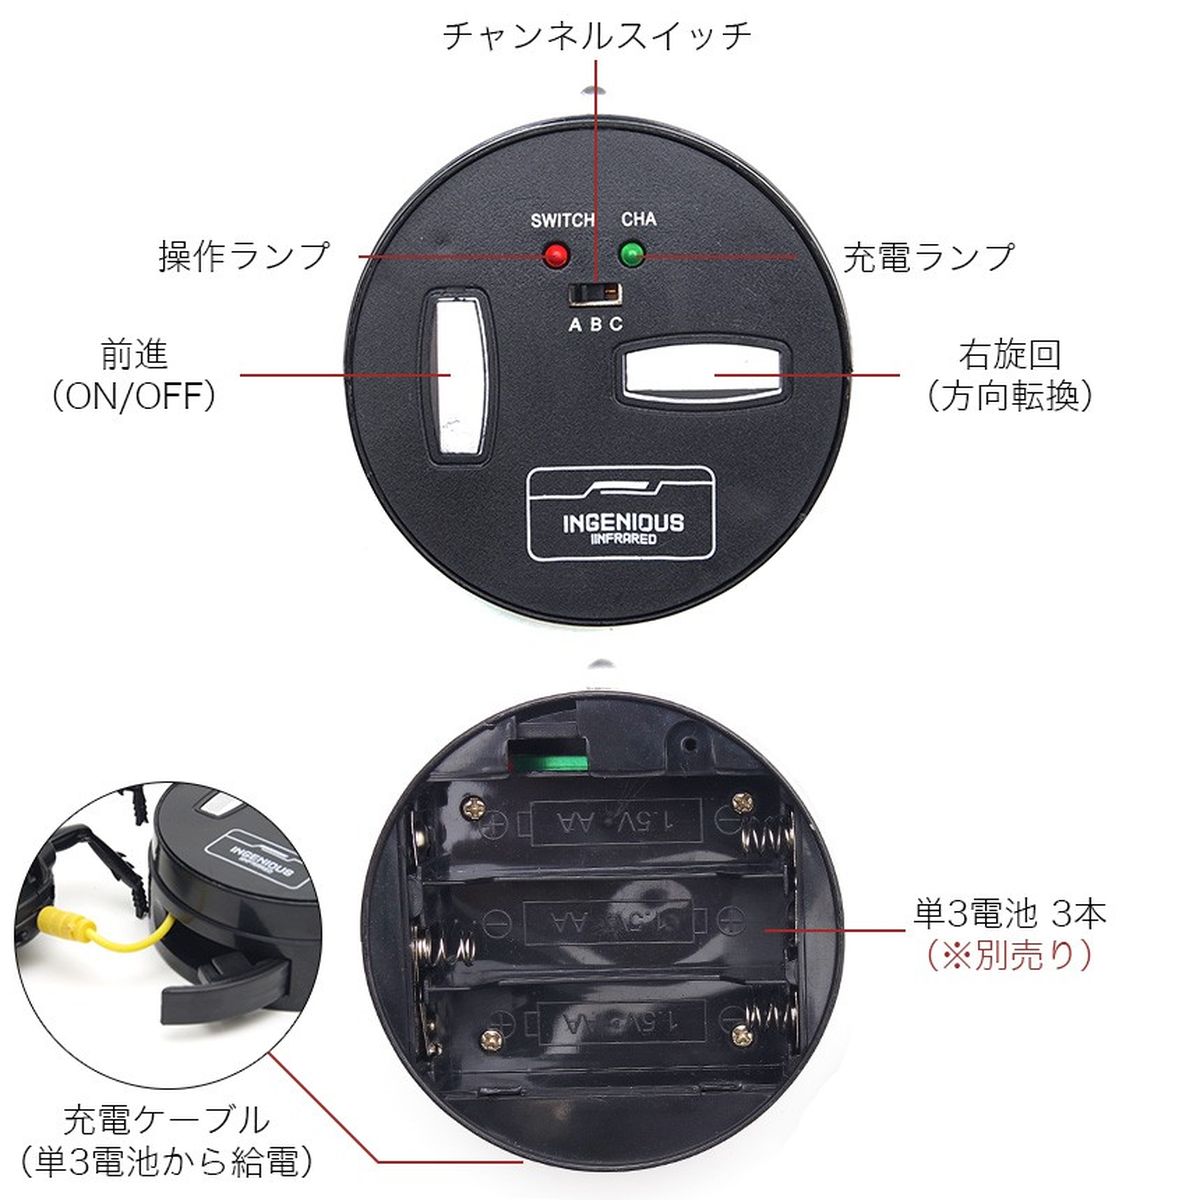 チャンネルスイッチ
SWITCH CHA
操作ランプ
充電ランプ
A B C
前進
（ON/OFF）
右旋回
（方向転換）
INGENIOUS
IINFRARED
1.5V AA
1.5V AA
1.5V AA
INGENIOUS
IINFRARED
単3電池 3本
（※別売り）
充電ケーブル
（単3電池から給電）